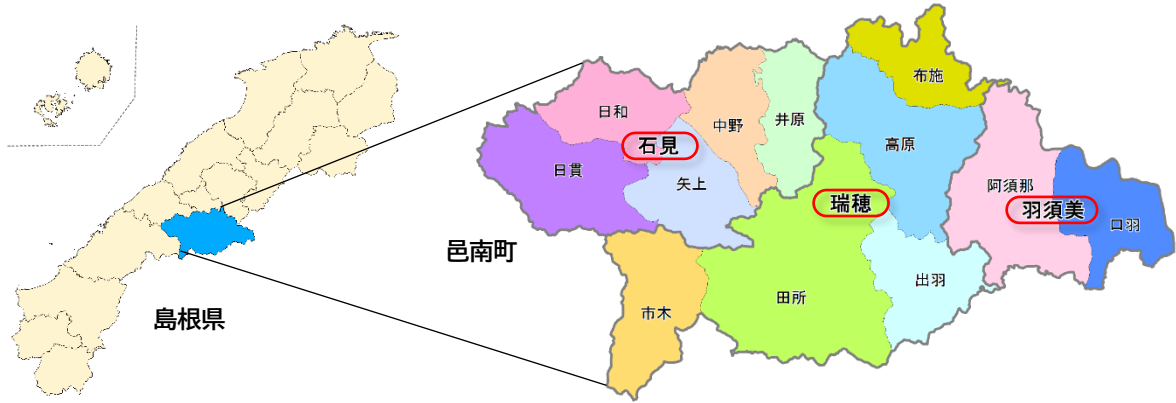 島根県
邑南町
日和
石見
日貫
矢上
中野
井原
布施
高原
瑞穂
阿須那
羽須美
口羽
市木
田所
出羽